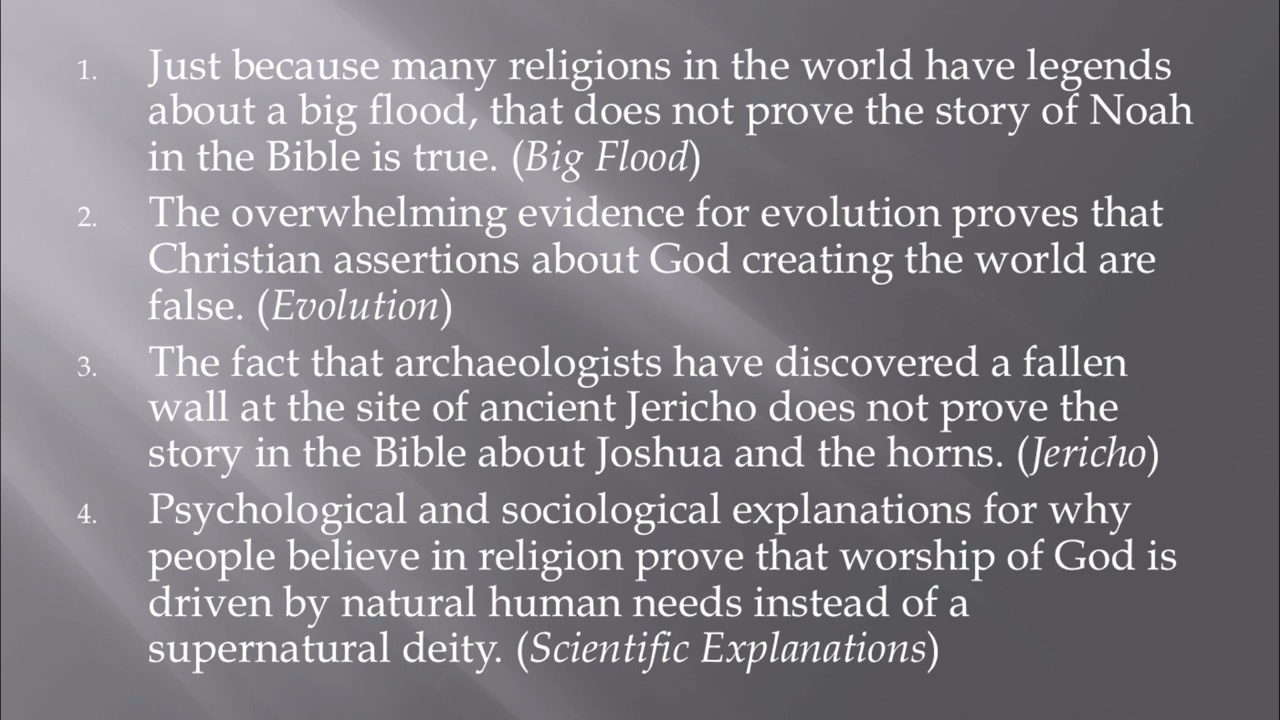 1. Just because many religions in the world have legends
about a big flood, that does not prove the story of Noah
in the Bible is true. (Big Flood)
2. The overwhelming evidence for evolution proves that
Christian assertions about God creating the world are
false. (Evolution)
3. The fact that archaeologists have discovered a fallen
wall at the site of ancient Jericho does not prove the
story in the Bible about Joshua and the horns. (Jericho)
4. Psychological and sociological explanations for why
people believe in religion prove that worship of God is
driven by natural human needs instead of a
supernatural deity. (Scientific Explanations)